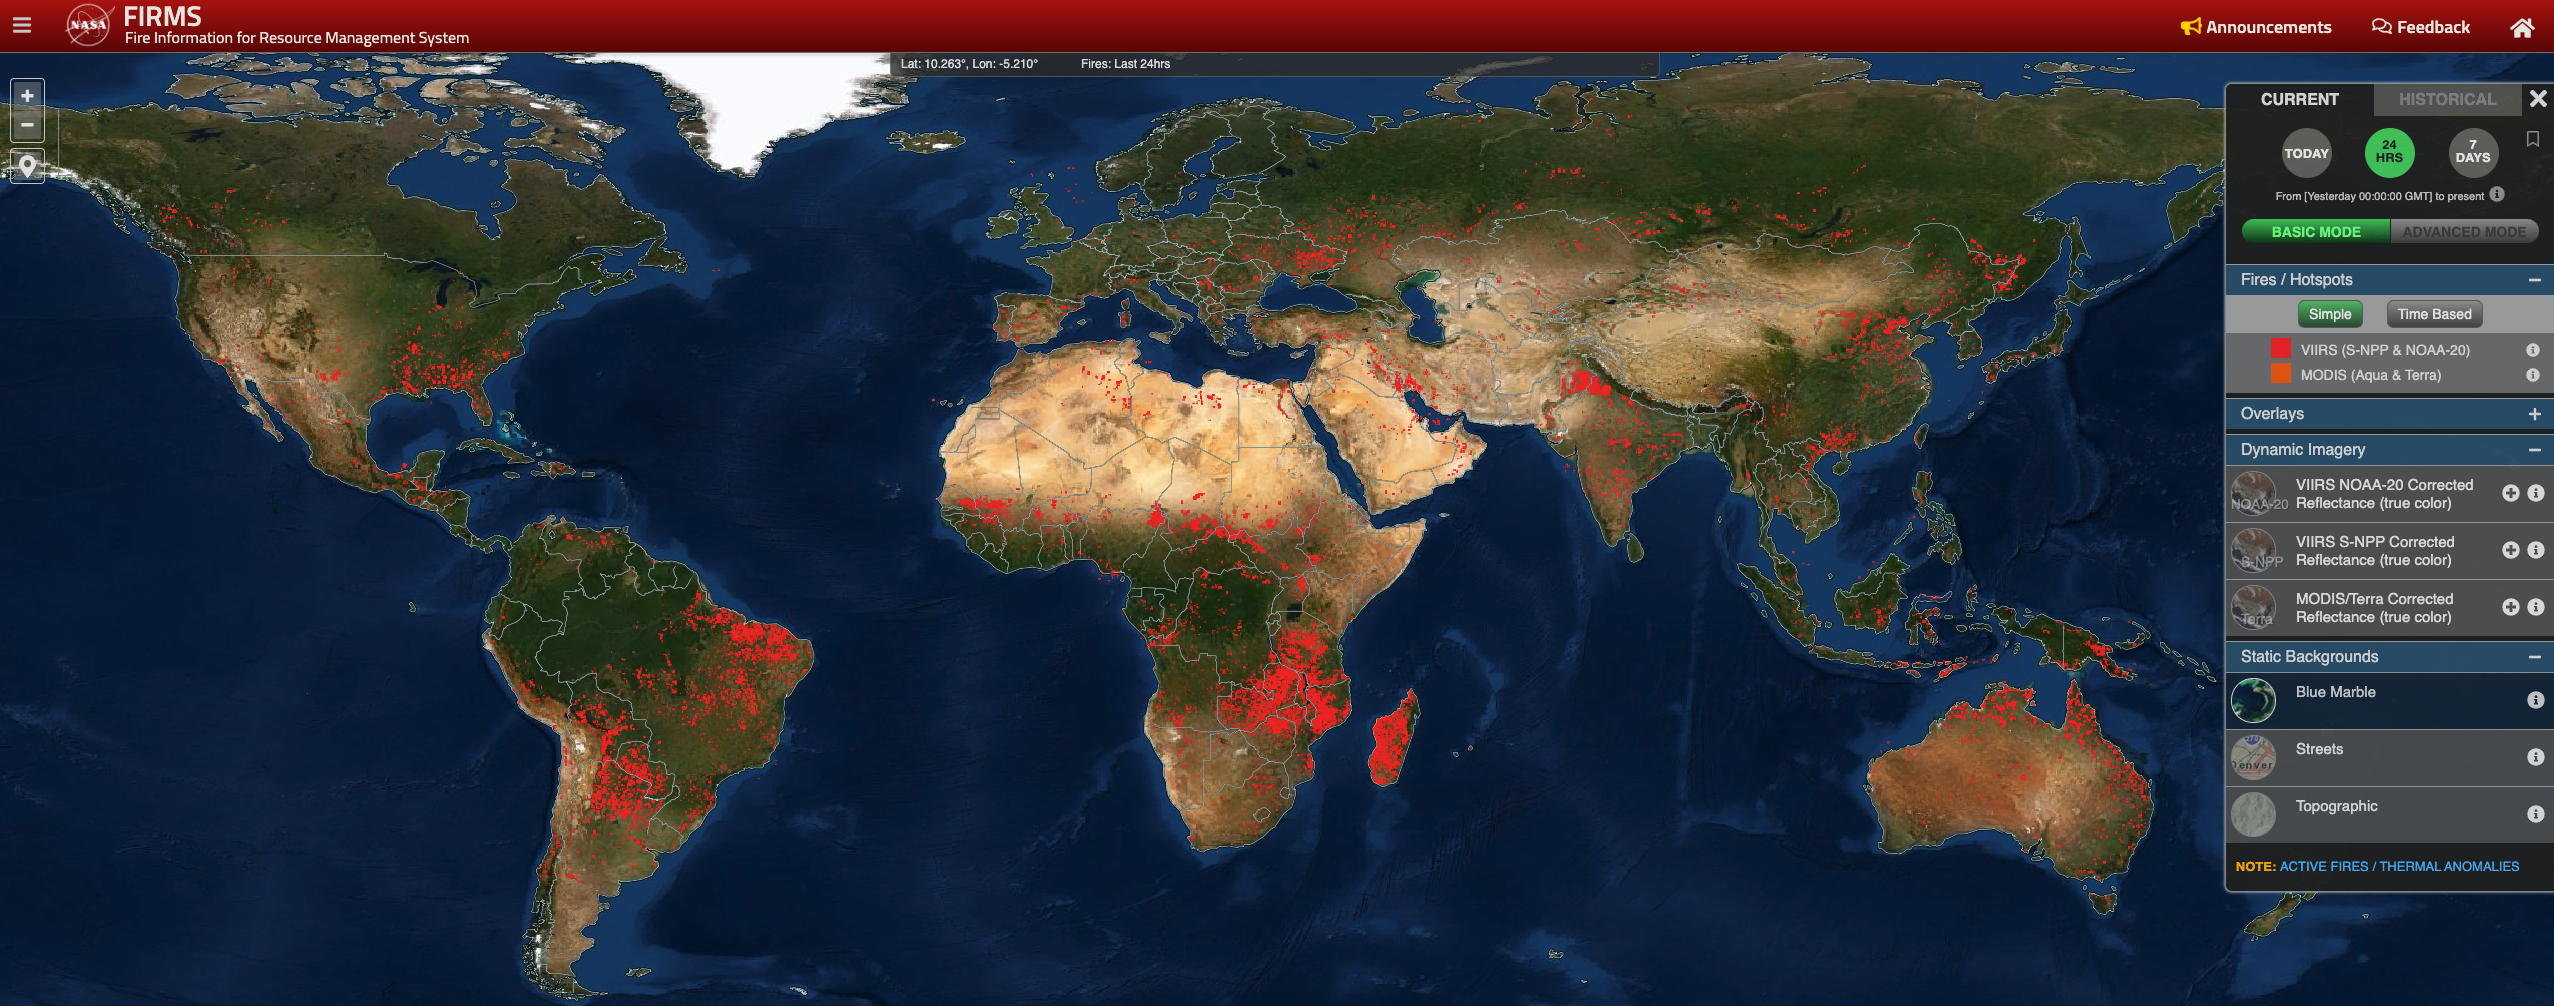 NASA
FIRMS
Fire Information for Resource Management System
Announcements
Feedback
Lat: 10.263°, Lon: -5.210°
Fires: Last 24hrs
+
−
CURRENT
HISTORICAL
TODAY
24
HRS
7
DAYS
From [Yesterday 00:00:00 GMT] to present
BASIC MODE
ADVANCED MODE
Fires / Hotspots
Simple
Time Based
VIIRS (S-NPP & NOAA-20)
MODIS (Aqua & Terra)
Overlays
Dynamic Imagery
NOAA-20
VIIRS NOAA-20 Corrected
Reflectance (true color)
S-NPP
VIIRS S-NPP Corrected
Reflectance (true color)
Terra
MODIS/Terra Corrected
Reflectance (true color)
Static Backgrounds
Blue Marble
Denver
Streets
Topographic
NOTE: ACTIVE FIRES / THERMAL ANOMALIES